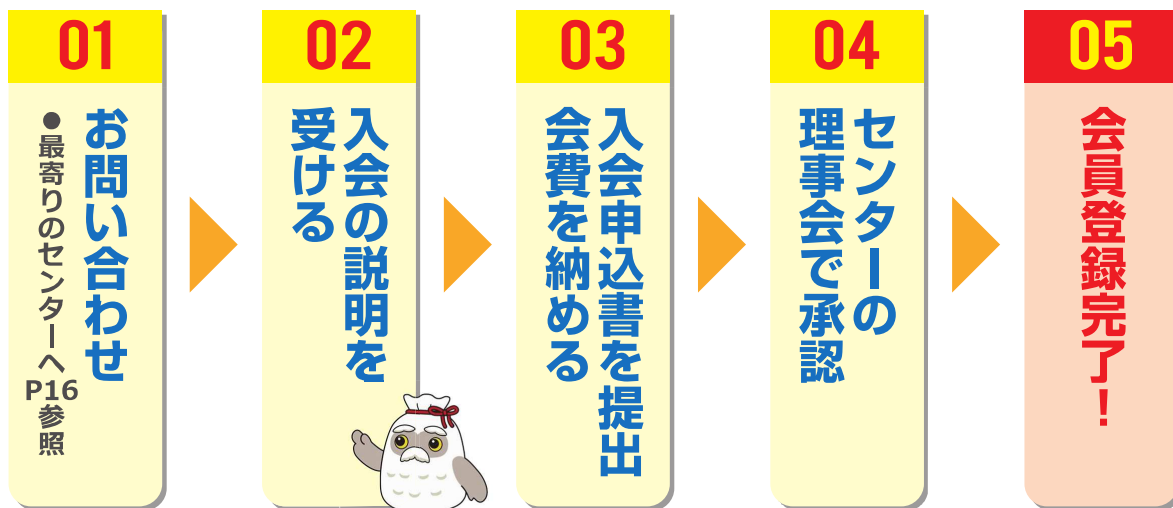 01
お問い合わせ
●最寄りのセンターへ
P16参照
02
入会の説明を
受ける
03
入会申込書を提出
会費を納める
04
センターの
理事会で承認
05
会員登録完了！